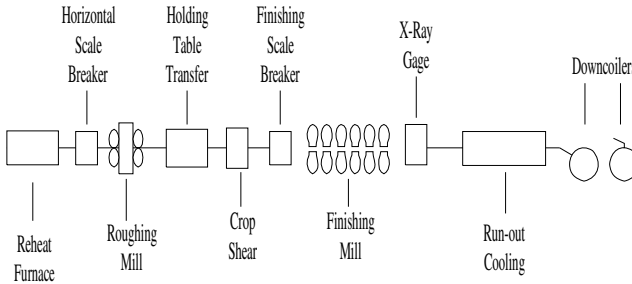 Horizontal
Scale
Breaker
Holding
Table
Transfer
Finishing
Scale
Breaker
X-Ray
Gage
Downcoilers
Reheat
Furnace
Roughing
Mill
Crop
Shear
Finishing
Mill
Run-out
Cooling